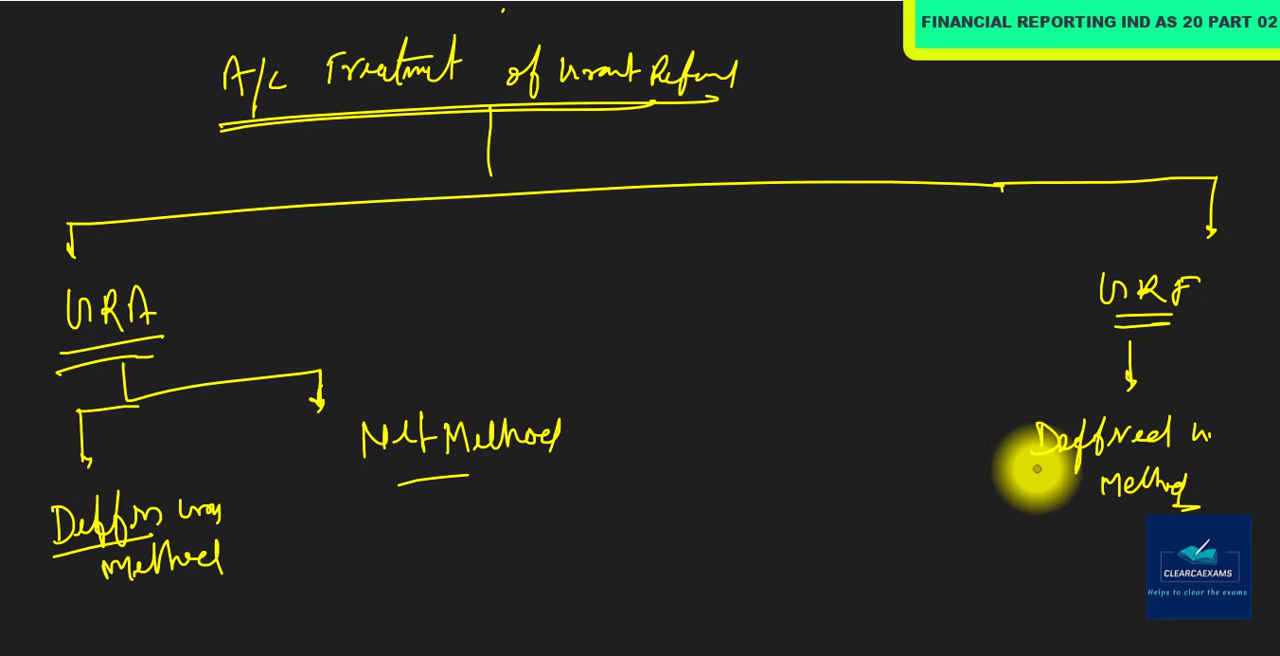 FINANCIAL REPORTING IND AS 20 PART 02
A/c Treatment of Grant Refund
GRA
GRF
Net Method
Deffred
Method
Method
CLEARCAEXAMS
Helps to clear the exams